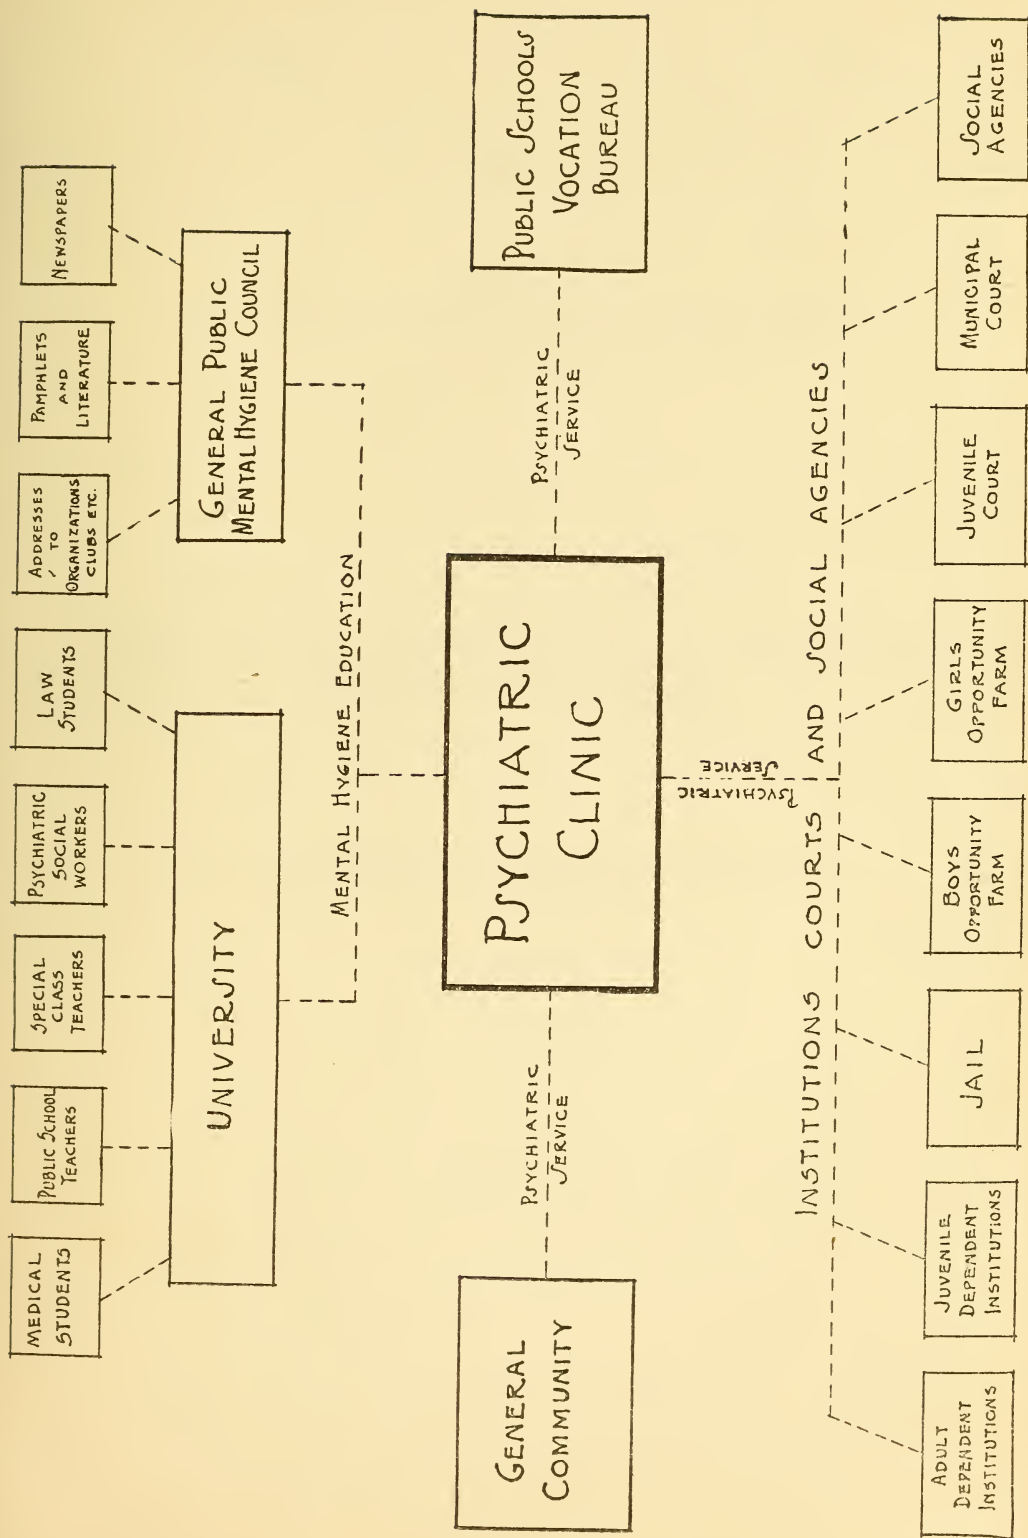 MEDICAL
STUDENTS
PUBLIC SCHOOL
TEACHERS
SPECIAL
CLASS
TEACHERS
PSYCHIATRIC
SOCIAL
WORKERS
LAW
STUDENTS
ADDRESSES
TO
ORGANIZATIONS
CLUBS ETC.
PAMPHLETS
AND
LITERATURE
NEWSPAPERS
UNIVERSITY
GENERAL PUBLIC
MENTAL HYGIENE COUNCIL
MENTAL HYGIENE EDUCATION
GENERAL
COMMUNITY
PSYCHIATRIC
SERVICE
PSYCHIATRIC
CLINIC
PSYCHIATRIC
SERVICE
PUBLIC SCHOOLS
VOCATION
BUREAU
PSYCHIATRIC
SERVICE
INSTITUTIONS COURTS AND SOCIAL AGENCIES
ADULT
DEPENDENT
INSTITUTIONS
JUVENILE
DEPENDENT
INSTITUTIONS
JAIL
BOYS
OPPORTUNITY
FARM
GIRLS
OPPORTUNITY
FARM
JUVENILE
COURT
MUNICIPAL
COURT
SOCIAL
AGENCIES